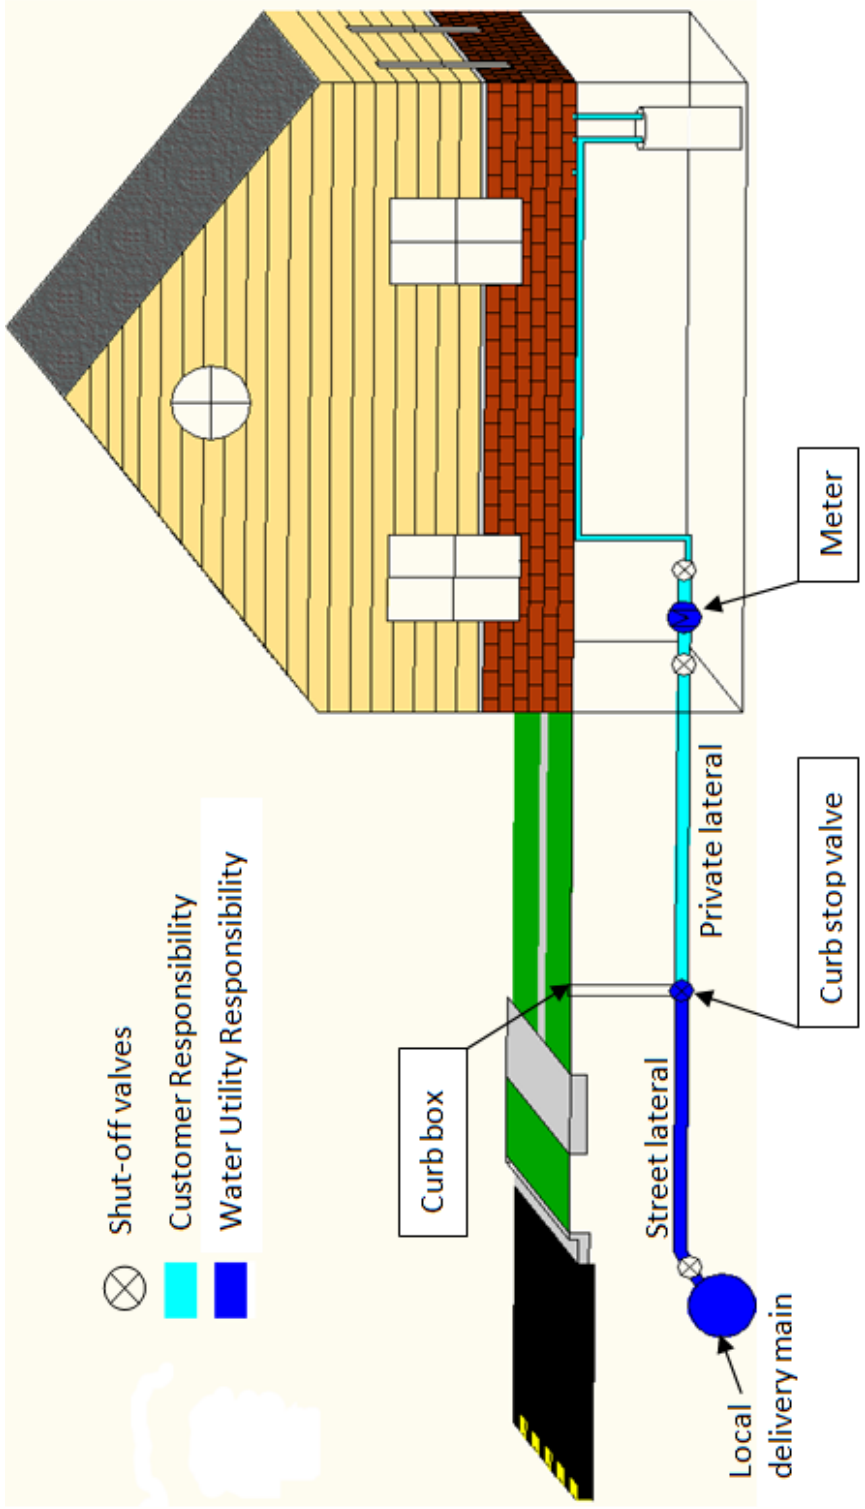 Shut-off valves
Customer Responsibility
Water Utility Responsibility
Curb box
Meter
Street lateral
Private lateral
Local
delivery main
Curb stop valve